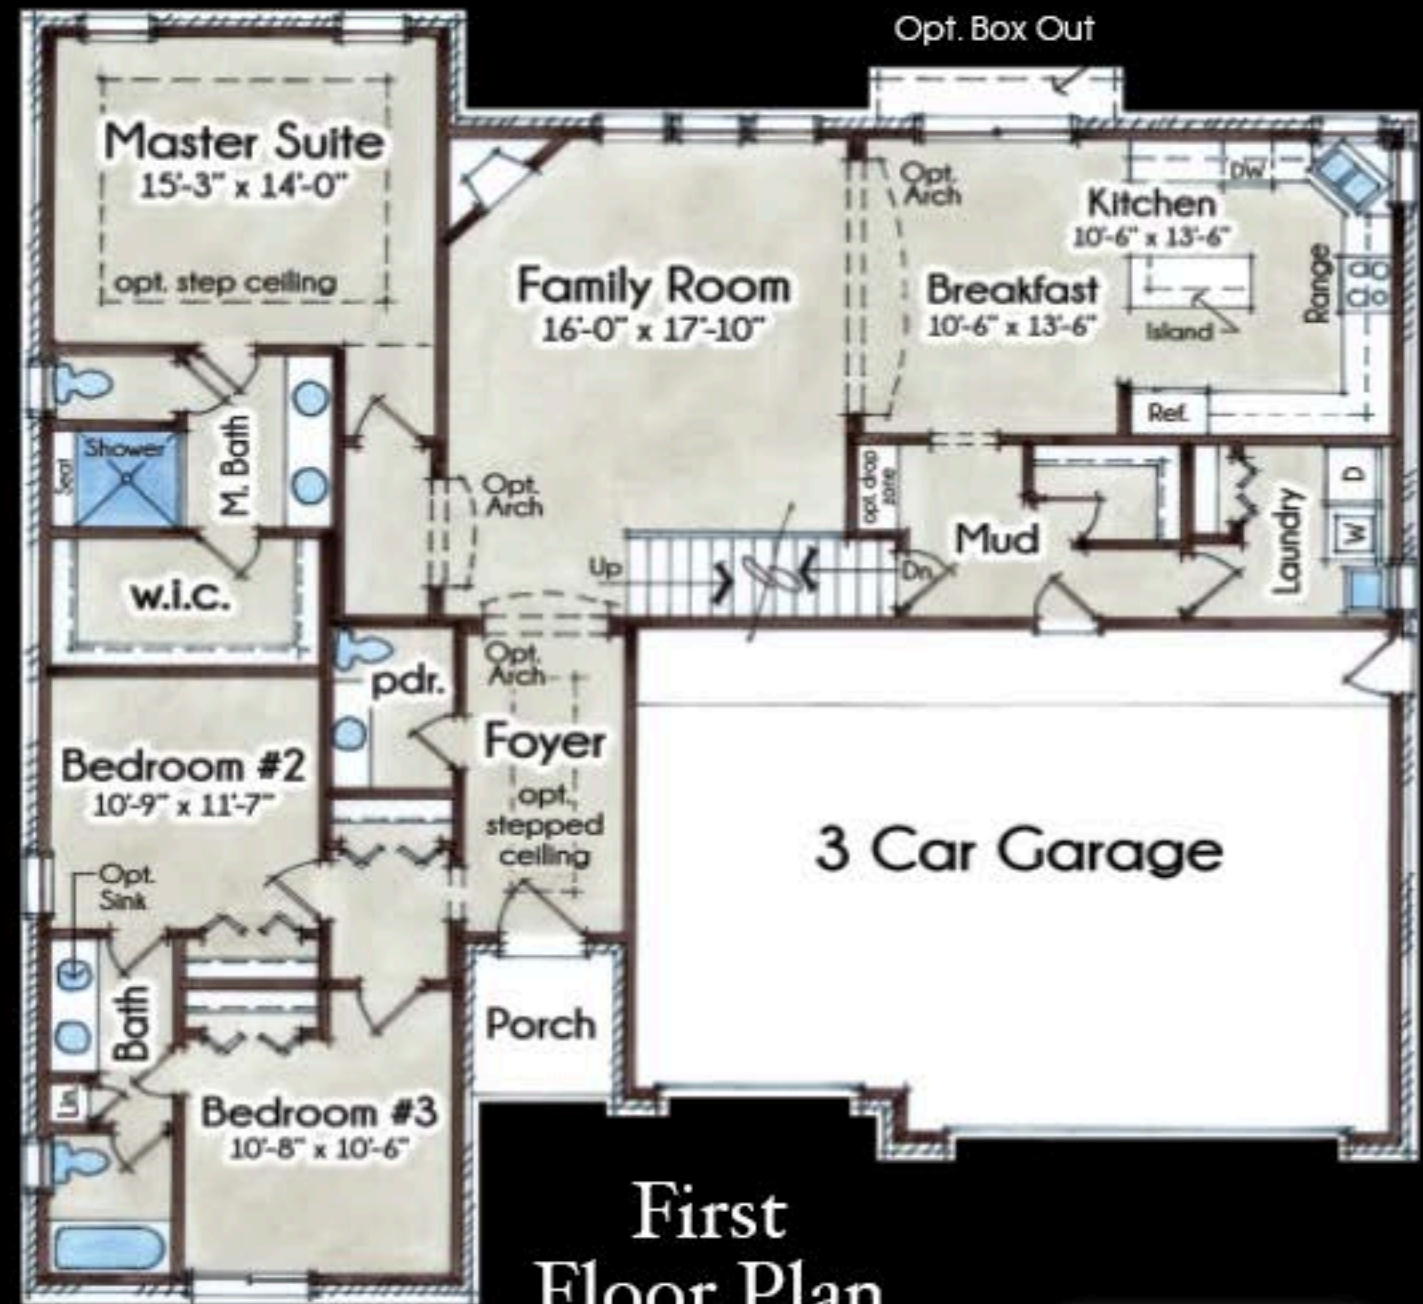 Opt. Box Out
Master Suite
15'-3" x 14'-0"
opt. step ceiling
Family Room
16'-0" x 17'-10"
Opt.
Arch
Kitchen
10'-6" x 13'-6"
DW
Breakfast
10'-6" x 13'-6"
Island
Range
Ref.
Shower
Seat
M. Bath
Opt.
Arch
opt. drop
zone
Mud
Laundry
D
W
Up
Dn
w.i.c.
Opt.
Arch
pdr.
Foyer
opt.
stepped
ceiling
Bedroom #2
10'-9" x 11'-7"
Opt.
Sink
3 Car Garage
Bath
Porch
Lin.
Bedroom #3
10'-8" x 10'-6"
First
Floor Plan